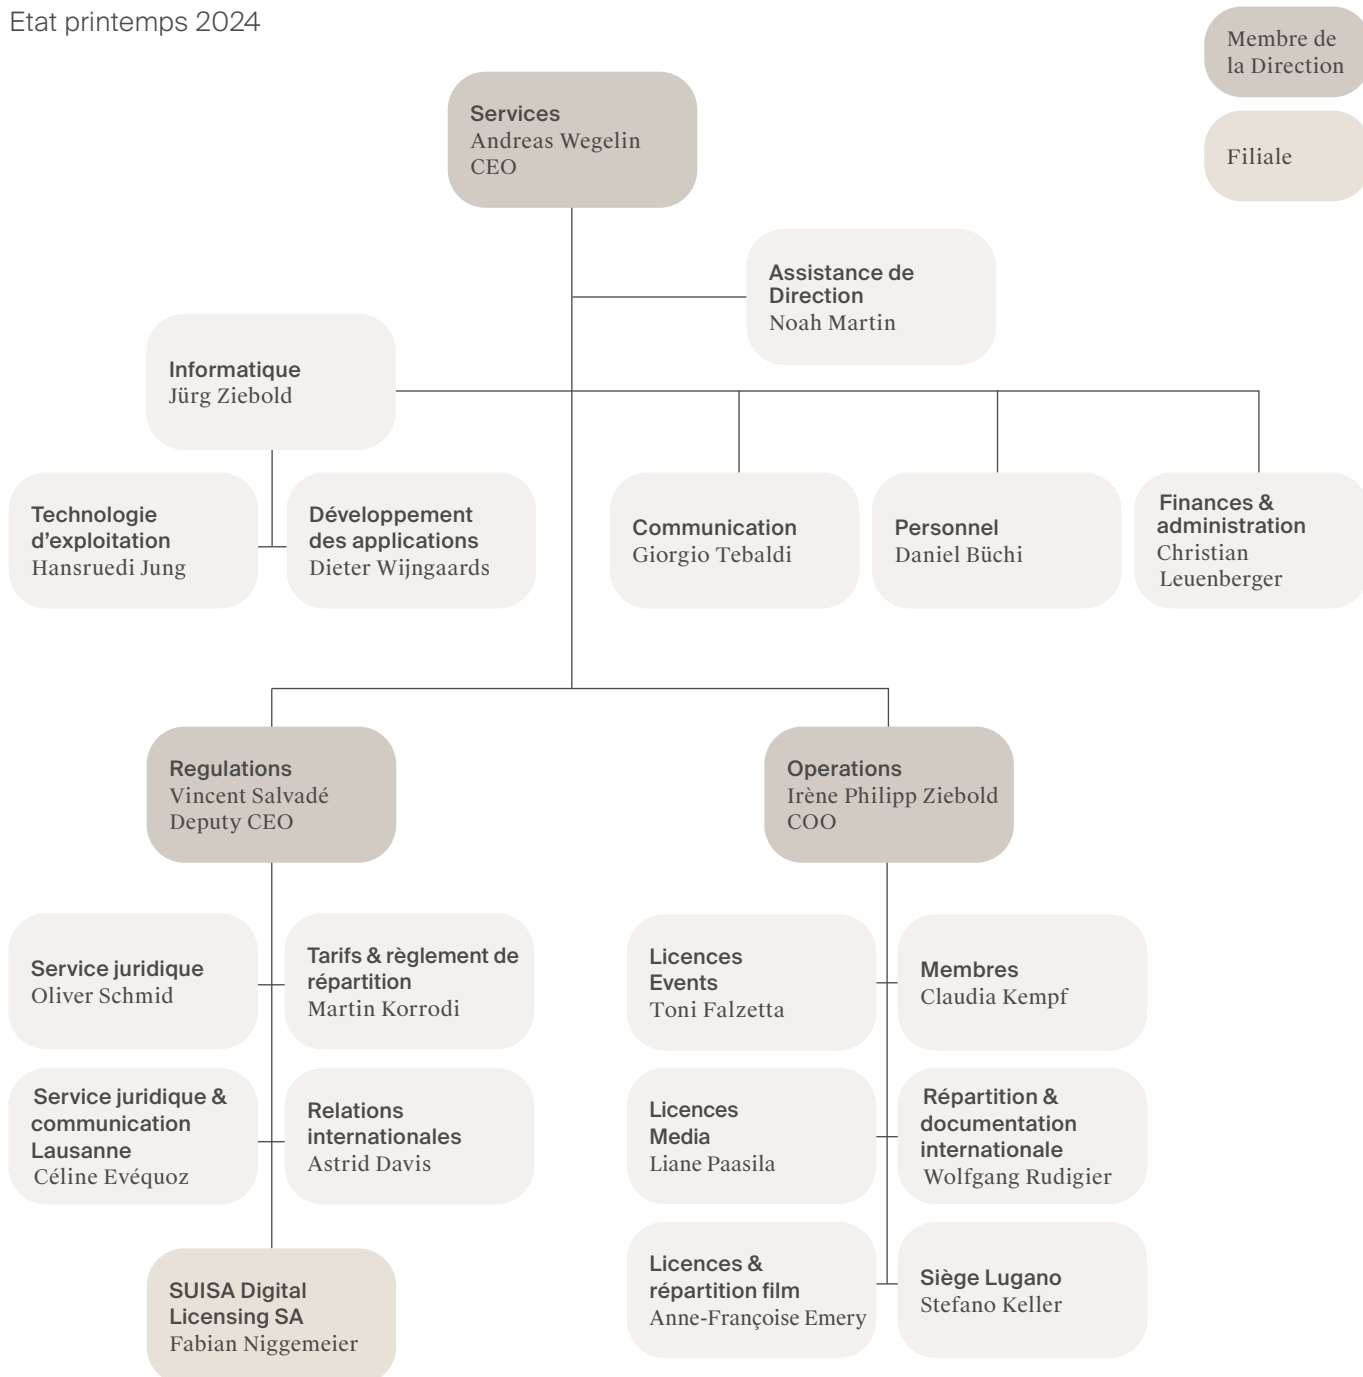 Etat printemps 2024
Membre de
la Direction
Filiale
Services
Andreas Wegelin
CEO
Assistance de
Direction
Noah Martin
Informatique
Jürg Ziebold
Technologie
d'exploitation
Hansruedi Jung
Développement
des applications
Dieter Wijngaards
Communication
Giorgio Tebaldi
Personnel
Daniel Büchi
Finances &
administration
Christian
Leuenberger
Regulations
Vincent Salvadé
Deputy CEO
Operations
Irène Philipp Ziebold
COO
Service juridique
Oliver Schmid
Tarifs & règlement de
répartition
Martin Korrodi
Service juridique &
communication
Lausanne
Céline Evéquoz
Relations
internationales
Astrid Davis
SUISA Digital
Licensing SA
Fabian Niggemeier
Licences
Events
Toni Falzetta
Membres
Claudia Kempf
Licences
Media
Liane Paasila
Répartition &
documentation
internationale
Wolfgang Rudigier
Licences &
répartition film
Anne-Françoise Emery
Siège Lugano
Stefano Keller